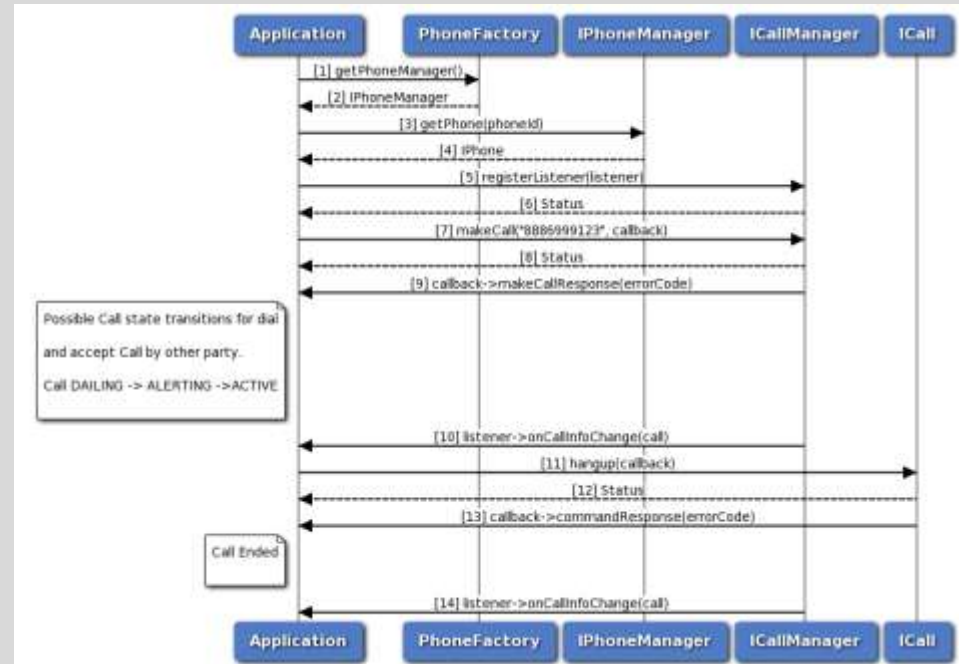 Application PhoneFactory IPhoneManager ICallManager ICall
[1] getPhoneManager()
[2] IPhoneManager
[3] getPhone(phoneId)
[4] IPhone
[5] registerListener(listener)
[6] Status
[7] makeCall("8886999123", callback)
[8] Status
[9] callback->makeCallResponse(errorCode)
Possible Call state transitions for dial
and accept Call by other party.
Call DAILING -> ALERTING ->ACTIVE
[10] listener->onCallInfoChange(call)
[11] hangup(callback)
[12] Status
[13] callback->commandResponse(errorCode)
Call Ended
[14] listener->onCallInfoChange(call)
Application PhoneFactory IPhoneManager ICallManager ICall